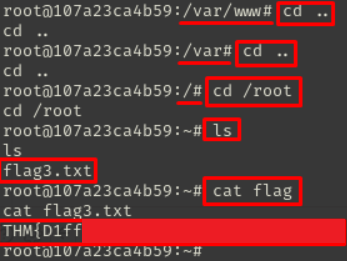 root@107a23ca4b59:/var/www# cd ..
cd ..
root@107a23ca4b59:/var# cd ..
cd ..
root@107a23ca4b59:/# cd /root
cd /root
root@107a23ca4b59:~# ls
ls
flag3.txt
root@107a23ca4b59:~# cat flag
cat flag3.txt
THM{D1ff
root@107a23ca4b59:~#